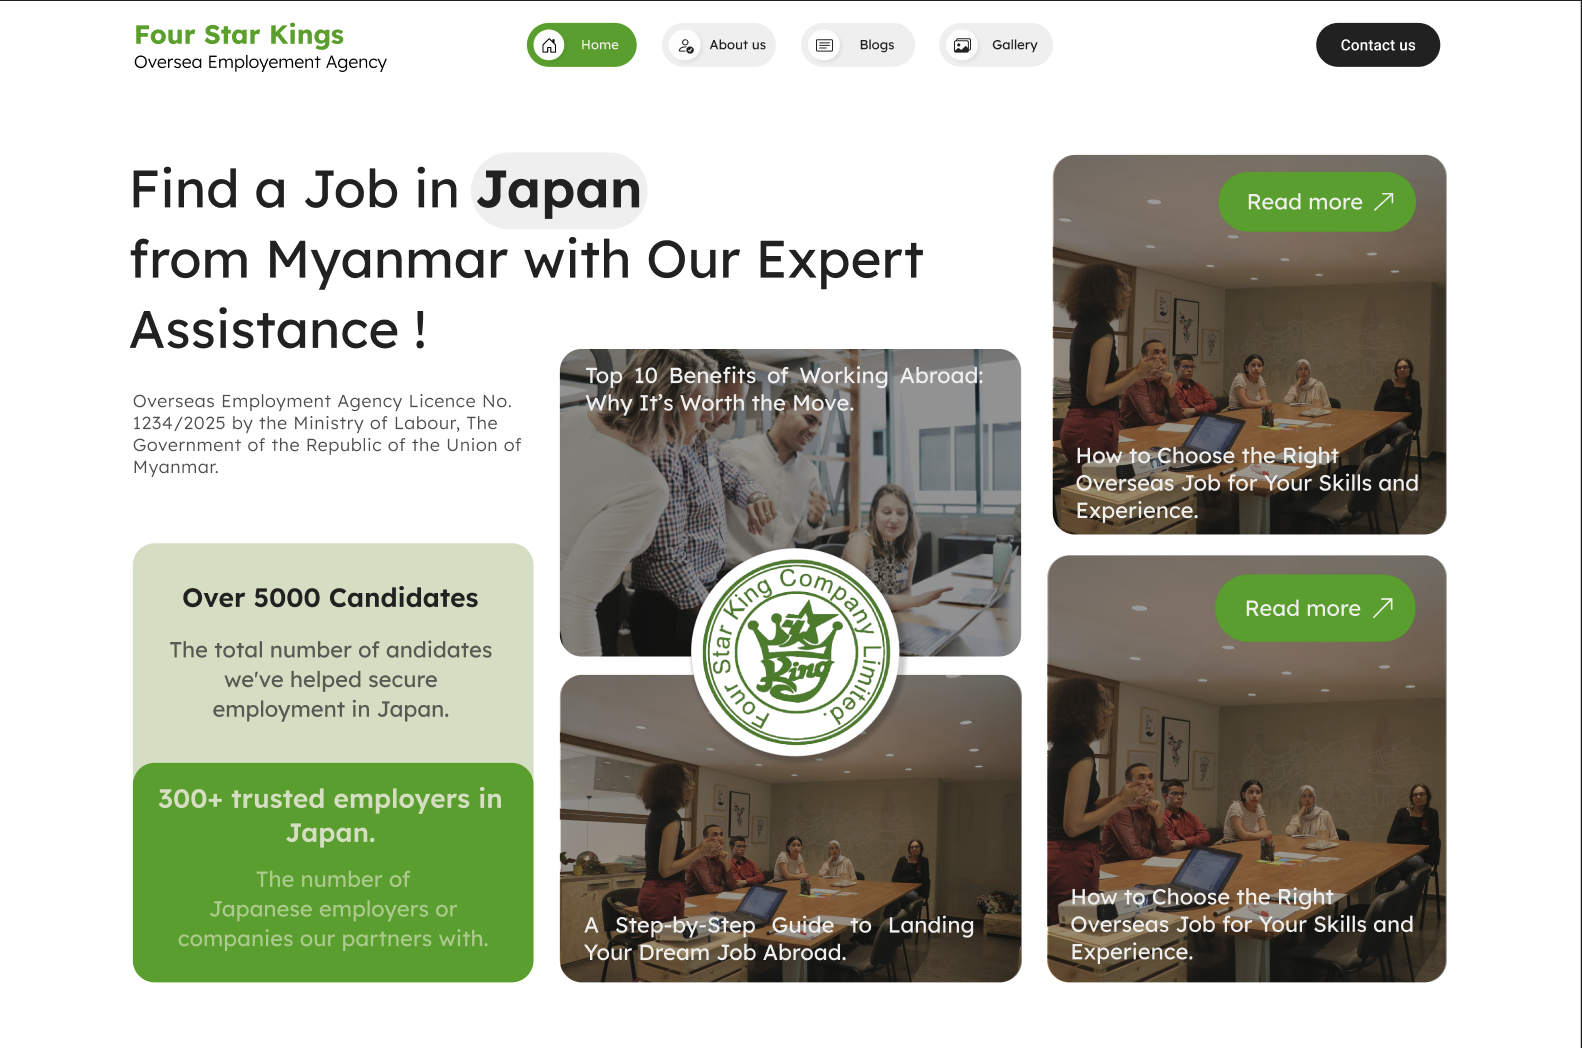 Four Star Kings
Oversea Employement Agency
Home
About us
Blogs
Gallery
Contact us
Find a Job in Japan
from Myanmar with Our Expert
Assistance !
Overseas Employment Agency Licence No.
1234/2025 by the Ministry of Labour, The
Government of the Republic of the Union of
Myanmar.
Over 5000 Candidates
The total number of andidates
we've helped secure
employment in Japan.
300+ trusted employers in
Japan.
The number of
Japanese employers or
companies our partners with.
Top 10 Benefits of Working Abroad:
Why It’s Worth the Move.
Four Star King Company Limited.
King
A Step-by-Step Guide to Landing
Your Dream Job Abroad.
Read more
How to Choose the Right
Overseas Job for Your Skills and
Experience.
Read more
How to Choose the Right
Overseas Job for Your Skills and
Experience.